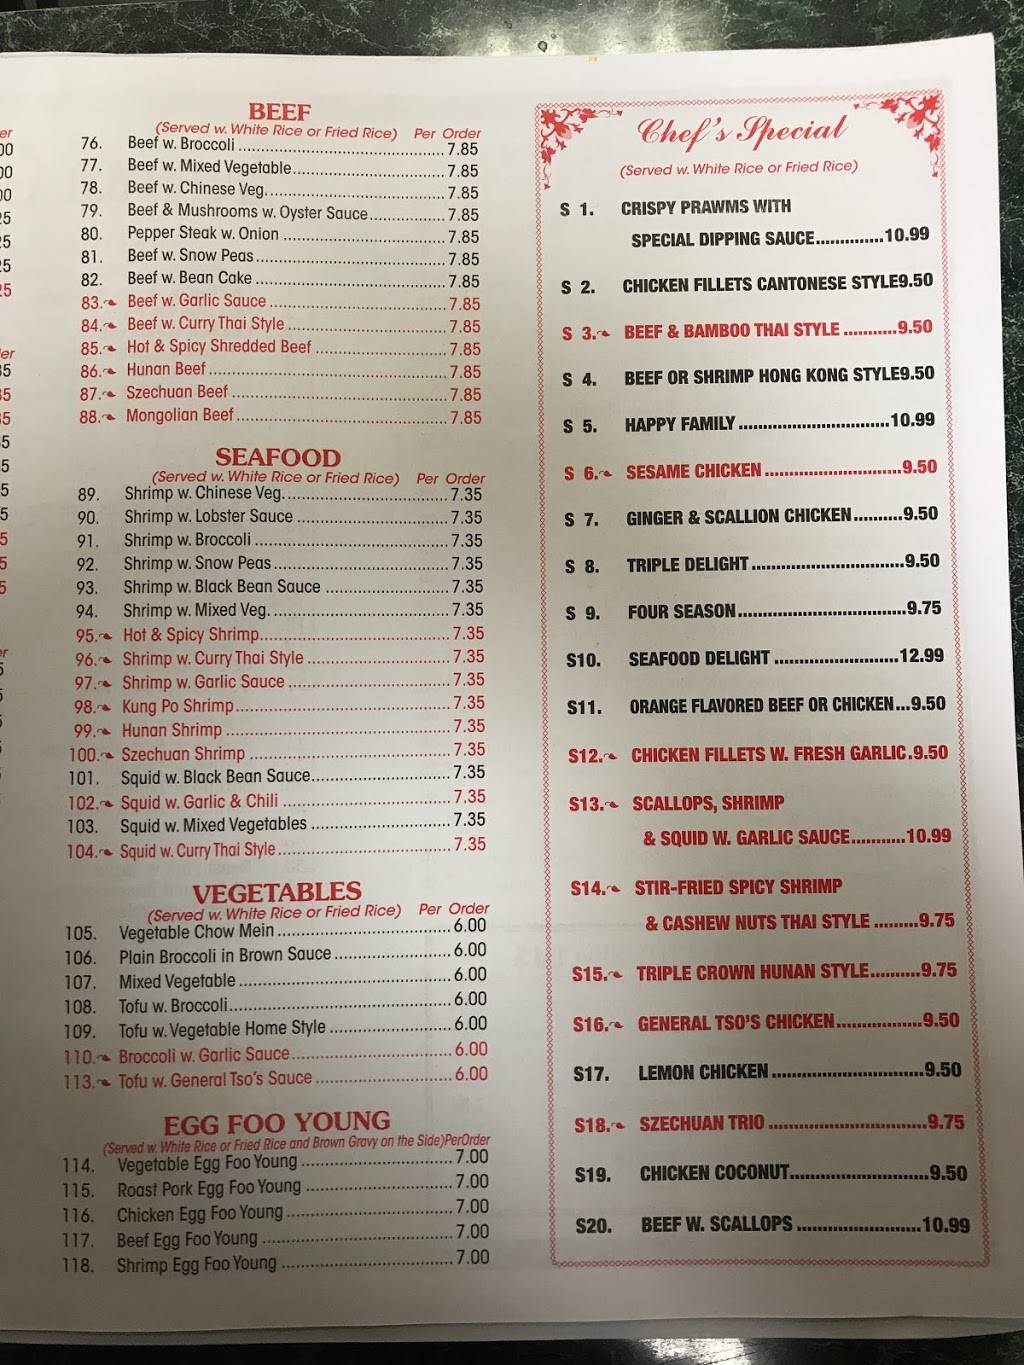 BEEF
(Served w. White Rice or Fried Rice) Per Order
76. Beef w. Broccoli 7.85
77. Beef w. Mixed Vegetable 7.85
78. Beef w. Chinese Veg. 7.85
79. Beef & Mushrooms w. Oyster Sauce 7.85
80. Pepper Steak w. Onion 7.85
81. Beef w. Snow Peas 7.85
82. Beef w. Bean Cake 7.85
83. Beef w. Garlic Sauce 7.85
84. Beef w. Curry Thai Style 7.85
85. Hot & Spicy Shredded Beef 7.85
86. Hunan Beef 7.85
87. Szechuan Beef 7.85
88. Mongolian Beef 7.85
SEAFOOD
(Served w. White Rice or Fried Rice) Per Order
89. Shrimp w. Chinese Veg. 7.35
90. Shrimp w. Lobster Sauce 7.35
91. Shrimp w. Broccoli 7.35
92. Shrimp w. Snow Peas 7.35
93. Shrimp w. Black Bean Sauce 7.35
94. Shrimp w. Mixed Veg. 7.35
95. Hot & Spicy Shrimp 7.35
96. Shrimp w. Curry Thai Style 7.35
97. Shrimp w. Garlic Sauce 7.35
98. Kung Po Shrimp 7.35
99. Hunan Shrimp 7.35
100. Szechuan Shrimp 7.35
101. Squid w. Black Bean Sauce 7.35
102. Squid w. Garlic & Chili 7.35
103. Squid w. Mixed Vegetables 7.35
104. Squid w. Curry Thai Style 7.35
VEGETABLES
(Served w. White Rice or Fried Rice) Per Order
105. Vegetable Chow Mein 6.00
106. Plain Broccoli in Brown Sauce 6.00
107. Mixed Vegetable 6.00
108. Tofu w. Broccoli 6.00
109. Tofu w. Vegetable Home Style 6.00
110. Broccoli w. Garlic Sauce 6.00
113. Tofu w. General Tso's Sauce 6.00
EGG FOO YOUNG
(Served w. White Rice or Fried Rice and Brown Gravy on the Side)PerOrder
114. Vegetable Egg Foo Young 7.00
115. Roast Pork Egg Foo Young 7.00
116. Chicken Egg Foo Young 7.00
117. Beef Egg Foo Young 7.00
118. Shrimp Egg Foo Young 7.00
Chef's Special
(Served w. White Rice or Fried Rice)
S 1. CRISPY PRAWMS WITH
SPECIAL DIPPING SAUCE 10.99
S 2. CHICKEN FILLETS CANTONESE STYLE9.50
S 3. BEEF & BAMBOO THAI STYLE 9.50
S 4. BEEF OR SHRIMP HONG KONG STYLE9.50
S 5. HAPPY FAMILY 10.99
S 6. SESAME CHICKEN 9.50
S 7. GINGER & SCALLION CHICKEN 9.50
S 8. TRIPLE DELIGHT 9.50
S 9. FOUR SEASON 9.75
S10. SEAFOOD DELIGHT 12.99
S11. ORANGE FLAVORED BEEF OR CHICKEN 9.50
S12. CHICKEN FILLETS W. FRESH GARLIC 9.50
S13. SCALLOPS, SHRIMP
& SQUID W. GARLIC SAUCE 10.99
S14. STIR-FRIED SPICY SHRIMP
& CASHEW NUTS THAI STYLE 9.75
S15. TRIPLE CROWN HUNAN STYLE 9.75
S16. GENERAL TSO'S CHICKEN 9.50
S17. LEMON CHICKEN 9.50
S18. SZECHUAN TRIO 9.75
S19. CHICKEN COCONUT 9.50
S20. BEEF W. SCALLOPS 10.99